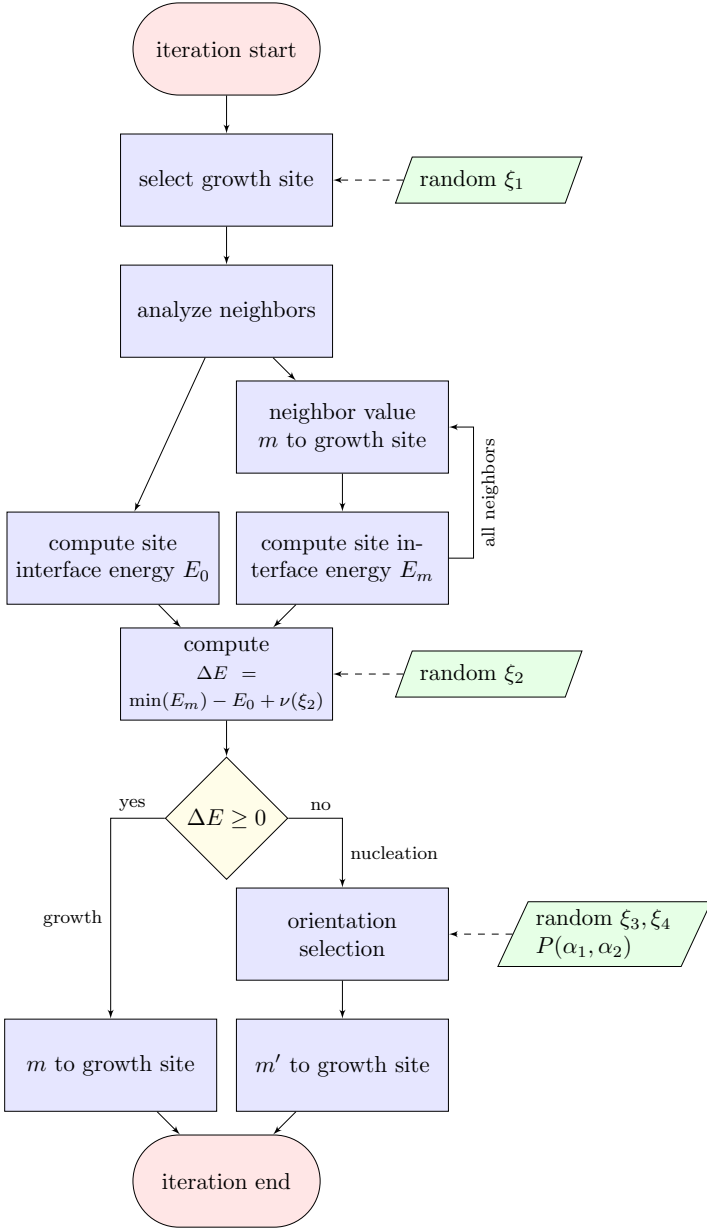 iteration start
select growth site
random ξ₁
analyze neighbors
neighbor value
m to growth site
all neighbors
compute site
interface energy E₀
compute site in-
terface energy Eₘ
compute
ΔE =
min(Eₘ) − E₀ + ν(ξ₂)
random ξ₂
ΔE ≥ 0
yes
no
nucleation
growth
orientation
selection
random ξ₃, ξ₄
P(α₁, α₂)
m to growth site
m′ to growth site
iteration end